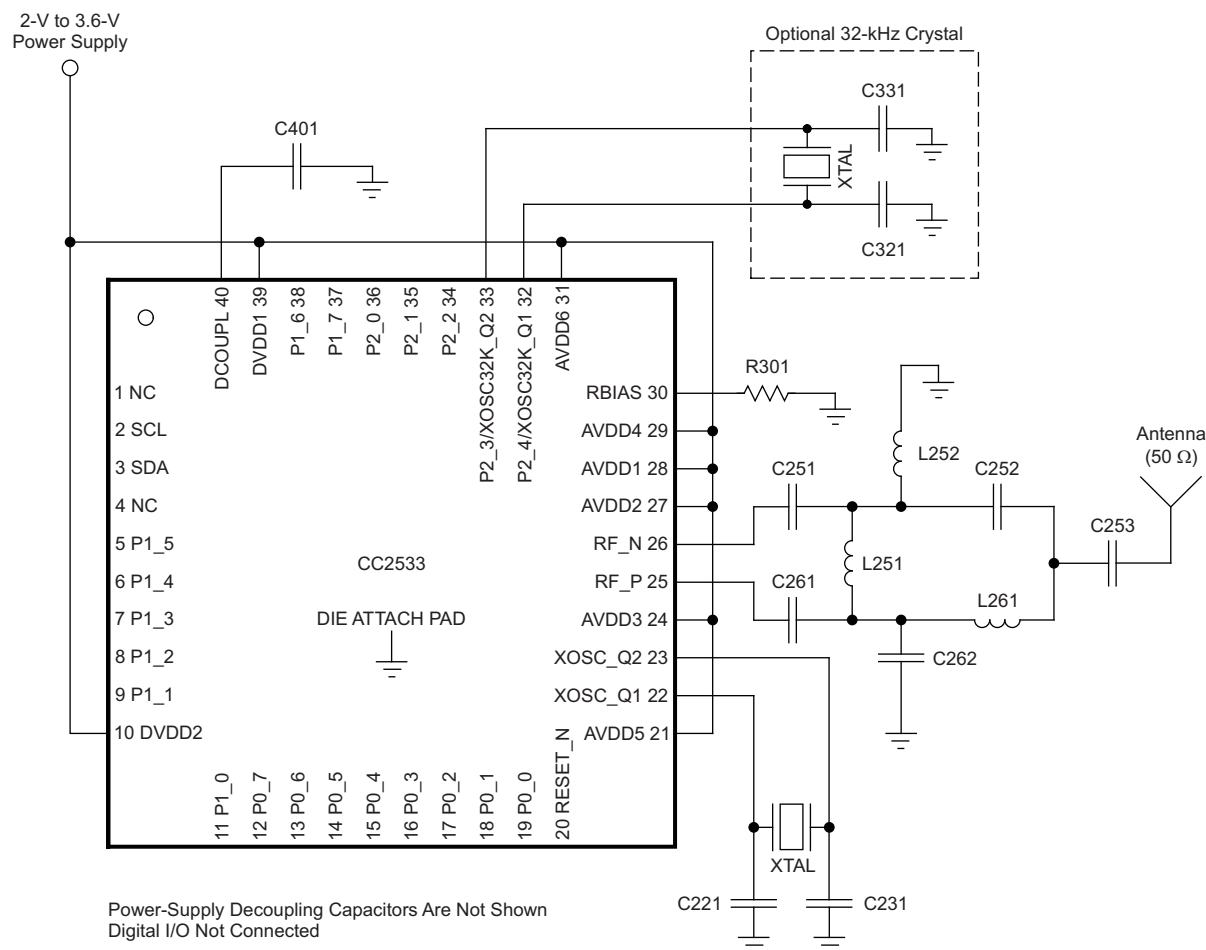 2-V to 3.6-V
Power Supply
Optional 32-kHz Crystal
C331
C401
XTAL
C321
DCOUPL 40
DVDD1 39
P1_6 38
P1_7 37
P2_0 36
P2_1 35
P2_2 34
P2_3/XOSC32K_Q2 33
P2_4/XOSC32K_Q1 32
AVDD6 31
1 NC
2 SCL
3 SDA
4 NC
5 P1_5
6 P1_4
7 P1_3
8 P1_2
9 P1_1
10 DVDD2
CC2533
DIE ATTACH PAD
RBIAS 30
AVDD4 29
AVDD1 28
AVDD2 27
RF_N 26
RF_P 25
AVDD3 24
XOSC_Q2 23
XOSC_Q1 22
AVDD5 21
11 P1_0
12 P0_7
13 P0_6
14 P0_5
15 P0_4
16 P0_3
17 P0_2
18 P0_1
19 P0_0
20 RESET_N
R301
L252
C251
C252
Antenna
(50 Ω)
C253
L251
C261
L261
C262
XTAL
C221
C231
Power-Supply Decoupling Capacitors Are Not Shown
Digital I/O Not Connected